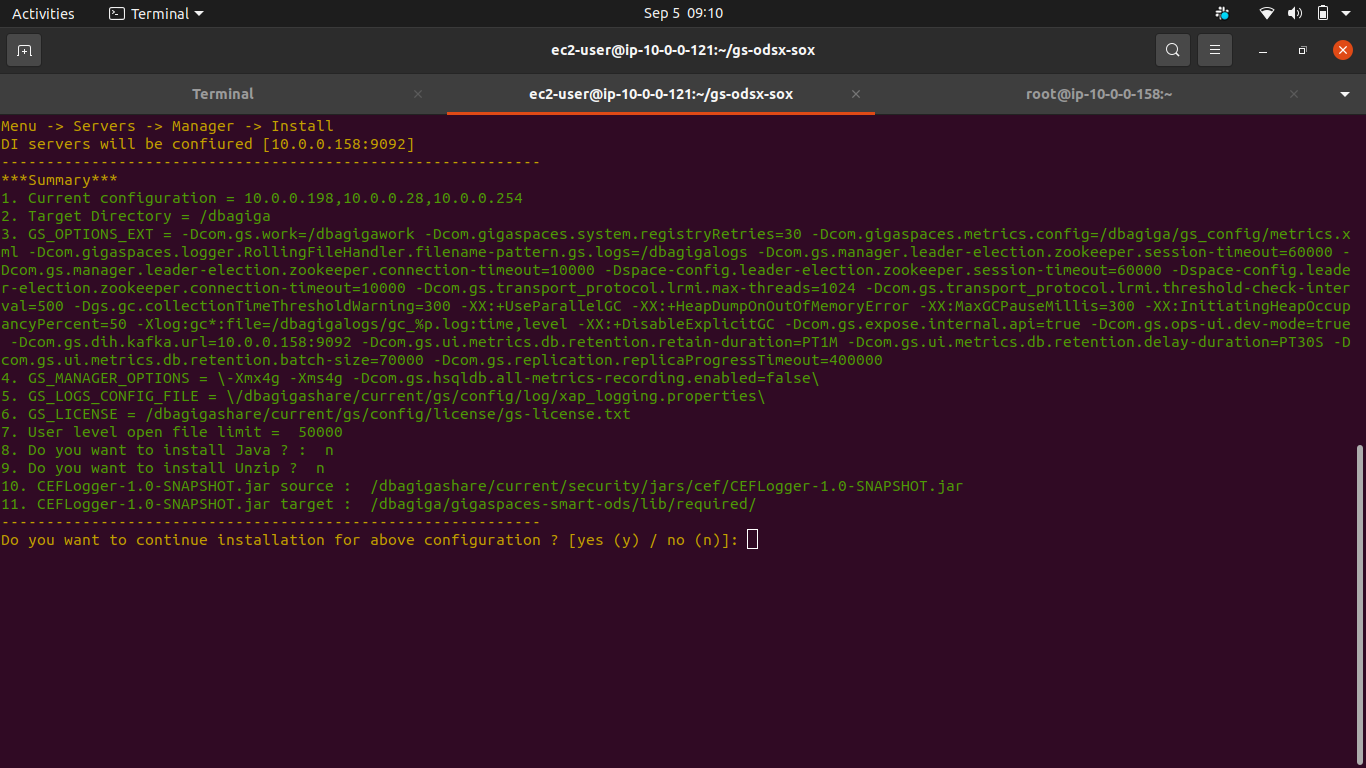 Activities Terminal Sep 5 09:10
ec2-user@ip-10-0-0-121:~/gs-odsx-sox
Terminal ec2-user@ip-10-0-0-121:~/gs-odsx-sox root@ip-10-0-0-158:~
Menu -> Servers -> Manager -> Install
DI servers will be confiured [10.0.0.158:9092]
------------------------------------------------------------
***Summary***
1. Current configuration = 10.0.0.198,10.0.0.28,10.0.0.254
2. Target Directory = /dbagiga
3. GS_OPTIONS_EXT = -Dcom.gs.work=/dbagigawork -Dcom.gigaspaces.system.registryRetries=30 -Dcom.gigaspaces.metrics.config=/dbagiga/gs_config/metrics.x
ml -Dcom.gigaspaces.logger.RollingFileHandler.filename-pattern.gs.logs=/dbagigalogs -Dcom.gs.manager.leader-election.zookeeper.session-timeout=60000 -
Dcom.gs.manager.leader-election.zookeeper.connection-timeout=10000 -Dspace-config.leader-election.zookeeper.session-timeout=60000 -Dspace-config.leade
r-election.zookeeper.connection-timeout=10000 -Dcom.gs.transport_protocol.lrmi.max-threads=1024 -Dcom.gs.transport_protocol.lrmi.threshold-check-inter
val=500 -Dgs.gc.collectionTimeThresholdWarning=300 -XX:+UseParallelGC -XX:+HeapDumpOnOutOfMemoryError -XX:MaxGCPauseMillis=300 -XX:InitiatingHeapOccup
ancyPercent=50 -Xlog:gc*:file=/dbagigalogs/gc_%p.log:time,level -XX:+DisableExplicitGC -Dcom.gs.expose.internal.api=true -Dcom.gs.ops-ui.dev-mode=true
-Dcom.gs.dih.kafka.url=10.0.0.158:9092 -Dcom.gs.ui.metrics.db.retention.retain-duration=PT1M -Dcom.gs.ui.metrics.db.retention.delay-duration=PT30S -D
com.gs.ui.metrics.db.retention.batch-size=70000 -Dcom.gs.replication.replicaProgressTimeout=400000
4. GS_MANAGER_OPTIONS = \-Xmx4g -Xms4g -Dcom.gs.hsqldb.all-metrics-recording.enabled=false\
5. GS_LOGS_CONFIG_FILE = \/dbagigashare/current/gs/config/log/xap_logging.properties\
6. GS_LICENSE = /dbagigashare/current/gs/config/license/gs-license.txt
7. User level open file limit =  50000
8. Do you want to install Java ? :  n
9. Do you want to install Unzip ?  n
10. CEFLogger-1.0-SNAPSHOT.jar source :  /dbagigashare/current/security/jars/cef/CEFLogger-1.0-SNAPSHOT.jar
11. CEFLogger-1.0-SNAPSHOT.jar target :  /dbagiga/gigaspaces-smart-ods/lib/required/
------------------------------------------------------------
Do you want to continue installation for above configuration ? [yes (y) / no (n)]: